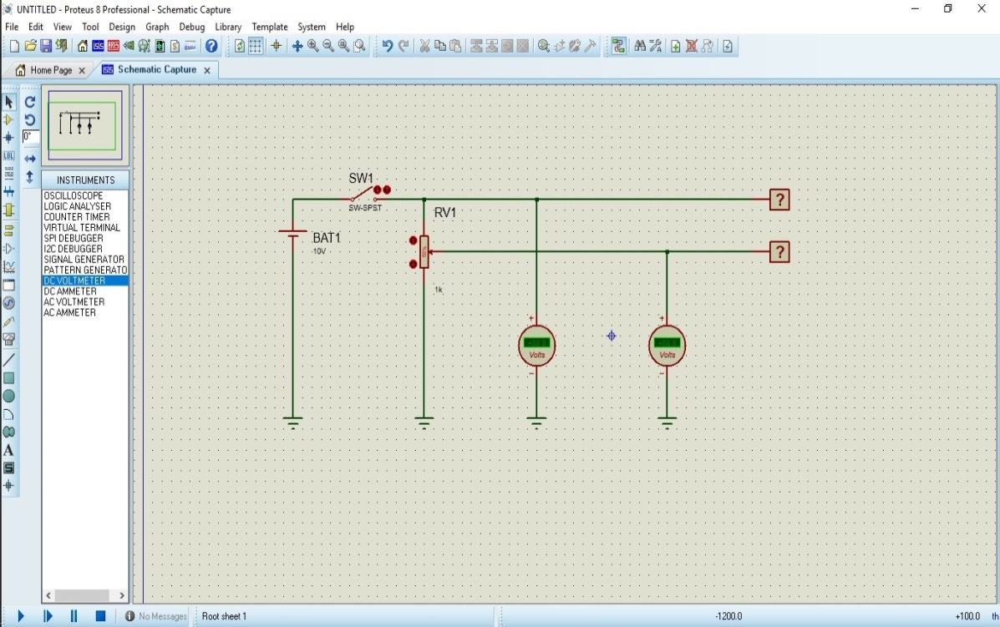 UNTITLED - Proteus 8 Professional - Schematic Capture
File Edit View Tool Design Graph Debug Library Template System Help
Home Page Schematic Capture
0°
INSTRUMENTS
OSCILLOSCOPE
LOGIC ANALYSER
COUNTER TIMER
VIRTUAL TERMINAL
SPI DEBUGGER
I2C DEBUGGER
SIGNAL GENERATOR
PATTERN GENERATO
DC VOLTMETER
DC AMMETER
AC VOLTMETER
AC AMMETER
SW1
SW-SPST
RV1
BAT1
10V
1k
?
?
+
+
Volts
Volts
LBL
A
S
No Messages
Root sheet 1
-1200.0
+100.0
th